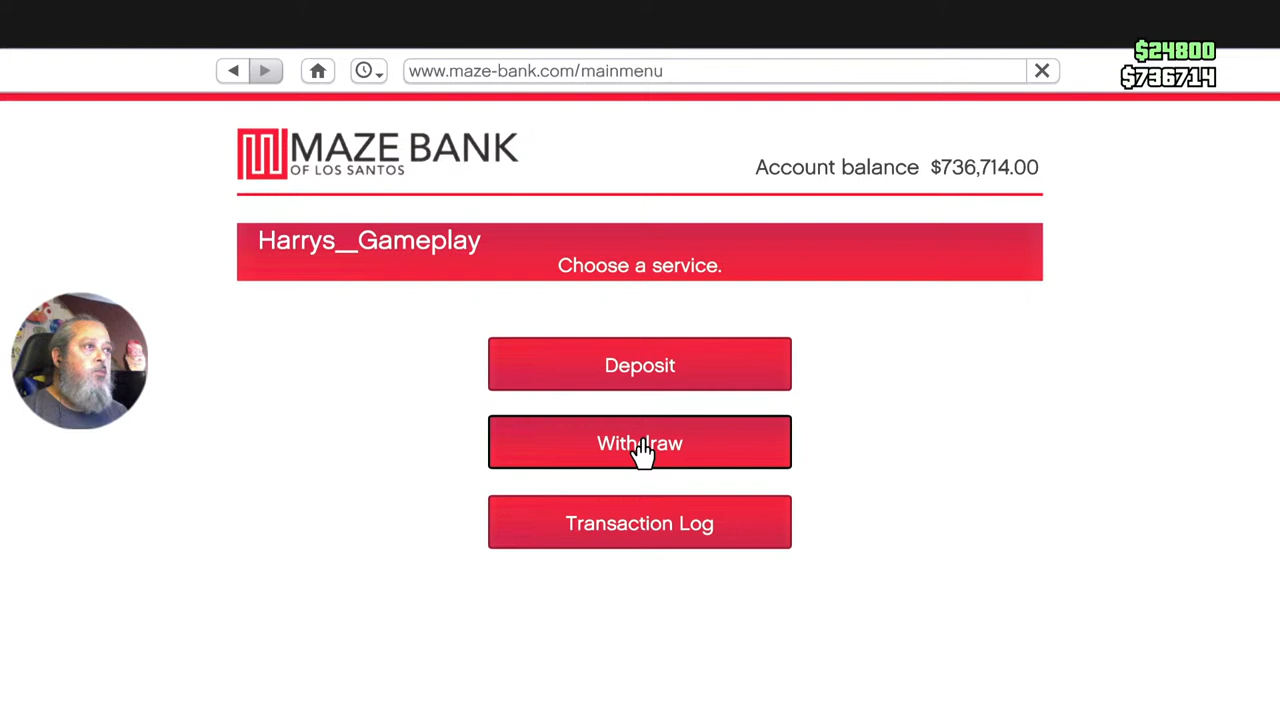 $24800
www.maze-bank.com/mainmenu
$736714
MAZE BANK
OF LOS SANTOS
Account balance $736,714.00
Harrys__Gameplay
Choose a service.
Deposit
Withdraw
Transaction Log